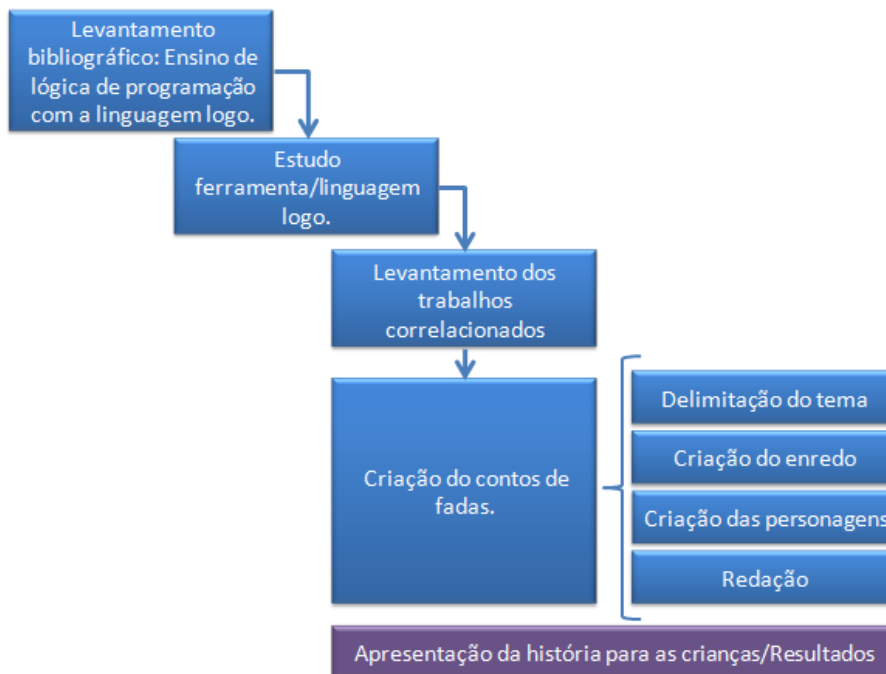 Levantamento
bibliográfico: Ensino de
lógica de programação
com a linguagem logo.
Estudo
ferramenta/linguagem
logo.
Levantamento dos
trabalhos
correlacionados
Criação do contos de
fadas.
Delimitação do tema
Criação do enredo
Criação das personagens
Redação
Apresentação da história para as crianças/Resultados